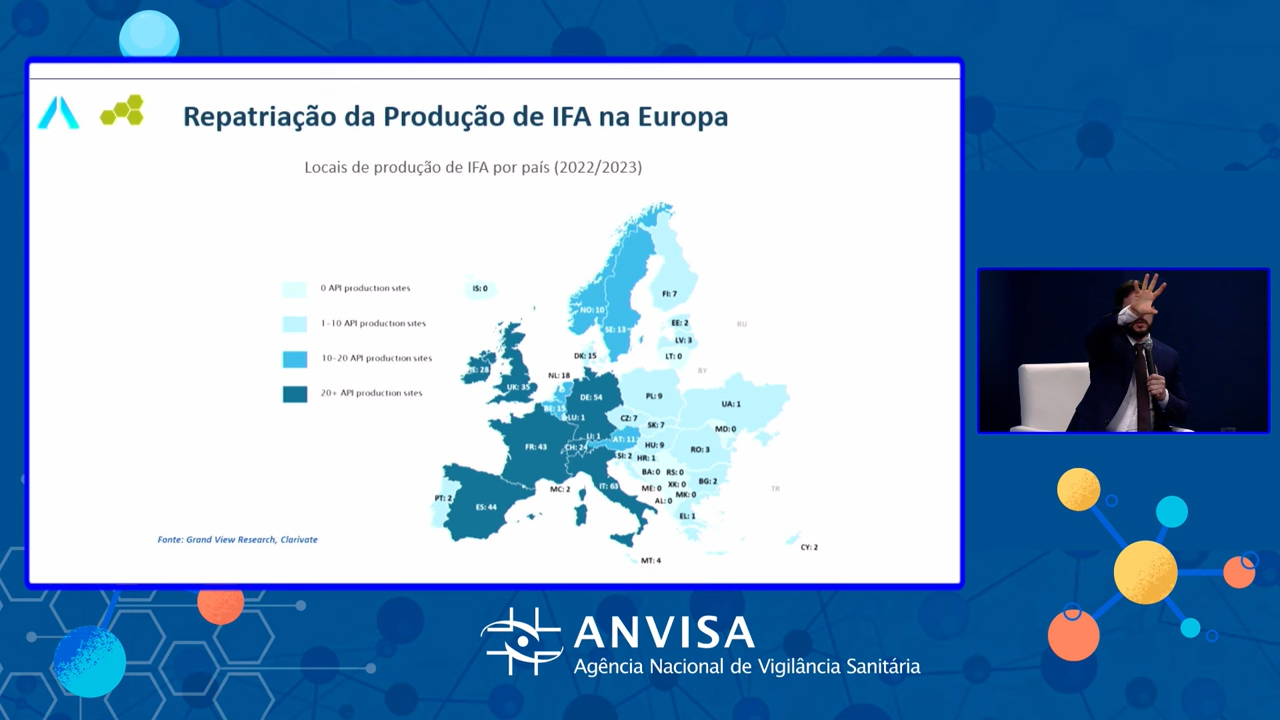 Repatriação da Produção de IFA na Europa
Locais de produção de IFA por país (2022/2023)
0 API production sites
1-10 API production sites
10-20 API production sites
20+ API production sites
IS: 0
FI: 7
NO: 10
SE: 13
EE: 2
RU
LV: 3
DK: 15
LT: 0
IE: 28
NL: 18
BY
UK: 35
DE: 54
PL: 9
BE: 15
UA: 1
LU: 1
CZ: 7
SK: 7
MD: 0
LI: 1
AT: 11
FR: 43
CH: 24
HU: 9
RO: 3
SI: 2
HR: 1
BA: 0
RS: 0
BG: 2
MC: 2
IT: 63
ME: 0
XK: 0
TR
PT: 2
MK: 0
AL: 0
ES: 44
EL: 1
Fonte: Grand View Research, Clarivate
CY: 2
MT: 4
ANVISA
Agência Nacional de Vigilância Sanitária